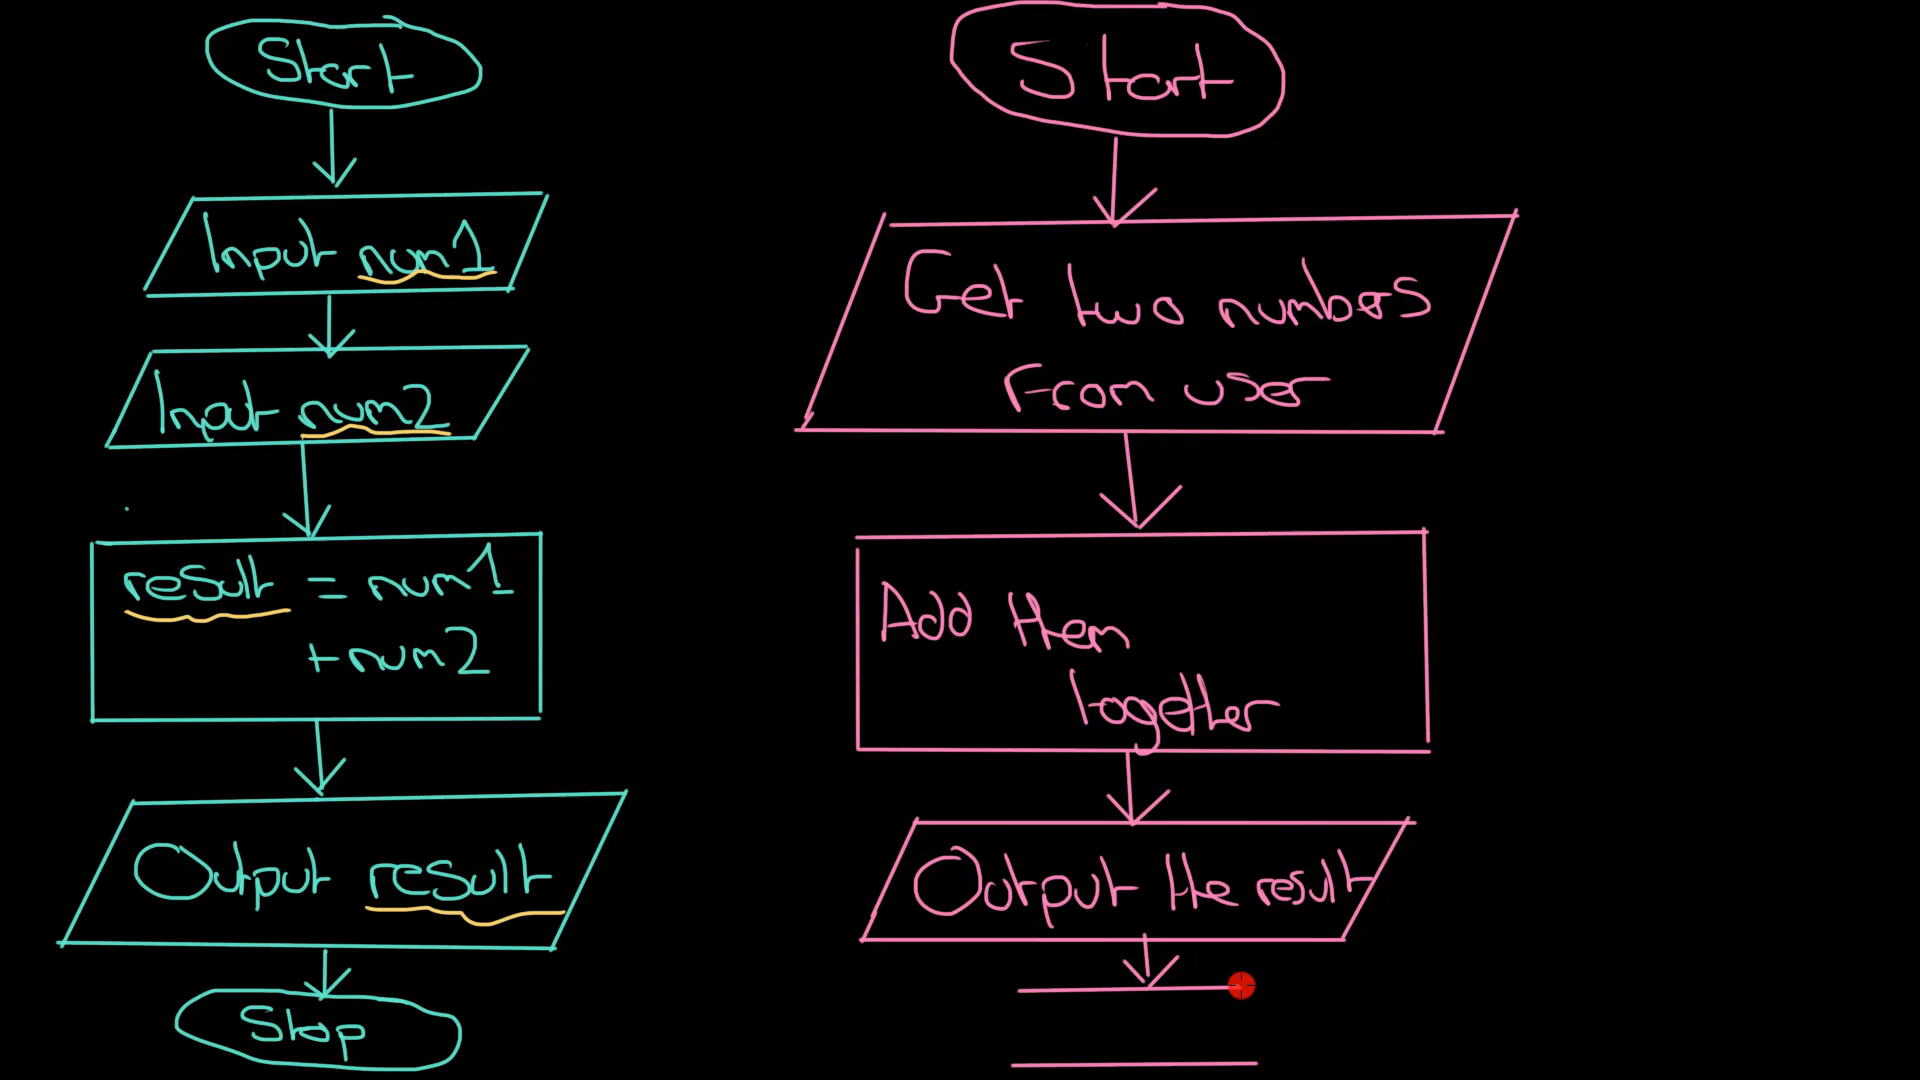 Start
Input num1
Input num2
result = num1
+num2
Output result
Stop
Start
Get two numbers
from user
Add them
together
Output the result